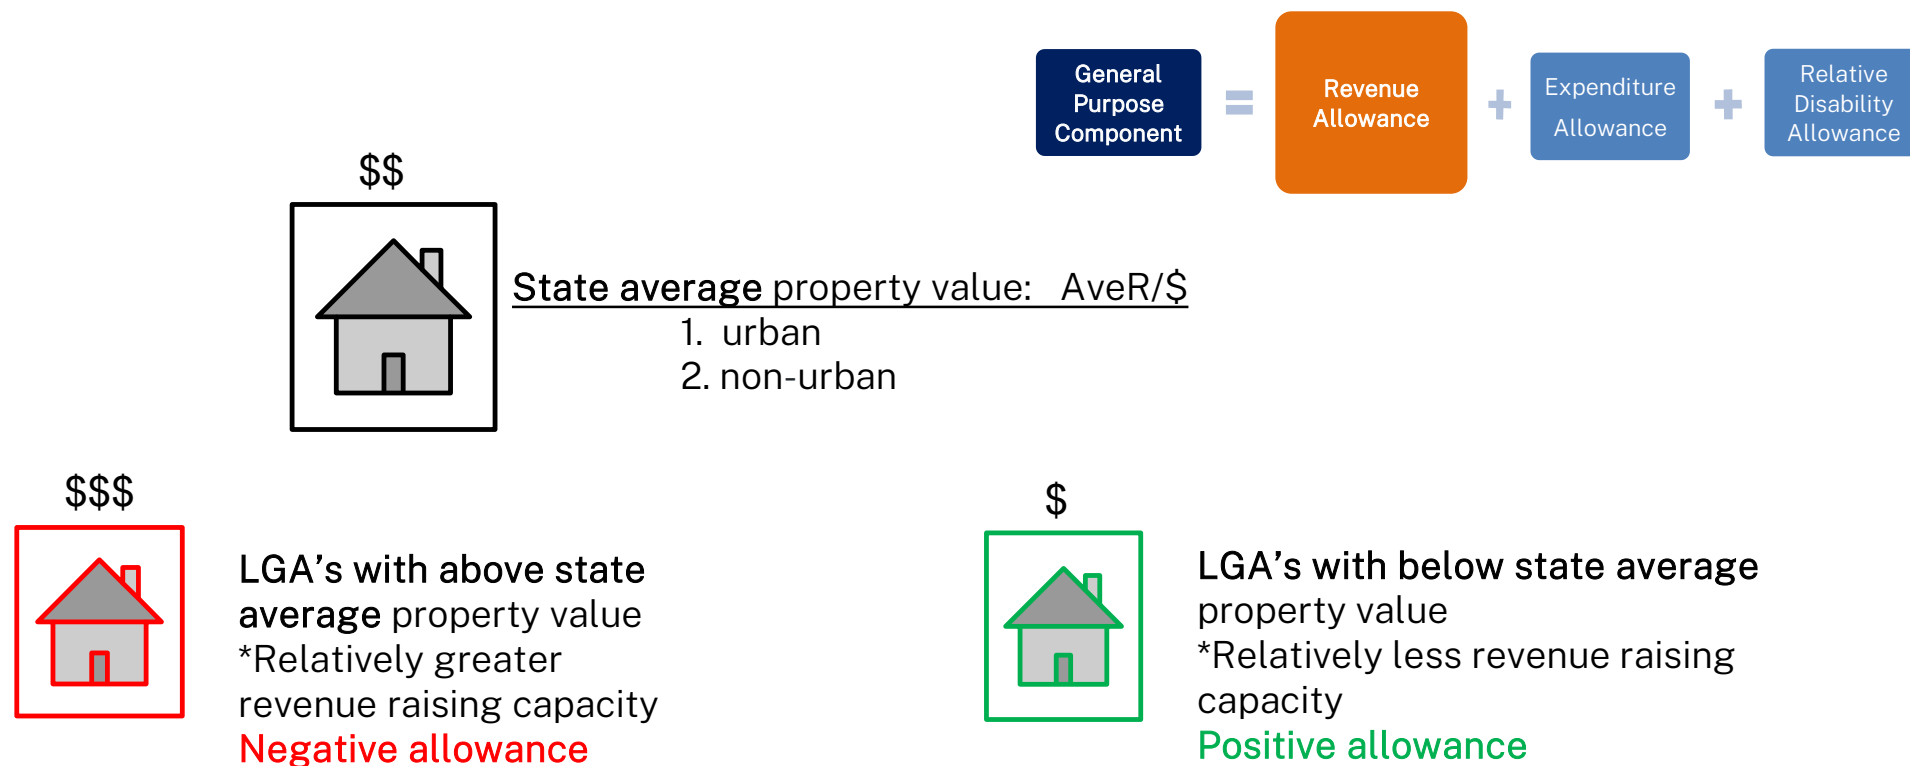 General
Purpose
Component
=
Revenue
Allowance
+
Expenditure
Allowance
+
Relative
Disability
Allowance
$$
State average property value: AveR/$
1. urban
2. non-urban
$$$
LGA’s with above state
average property value
*Relatively greater
revenue raising capacity
Negative allowance
$
LGA’s with below state average
property value
*Relatively less revenue raising
capacity
Positive allowance